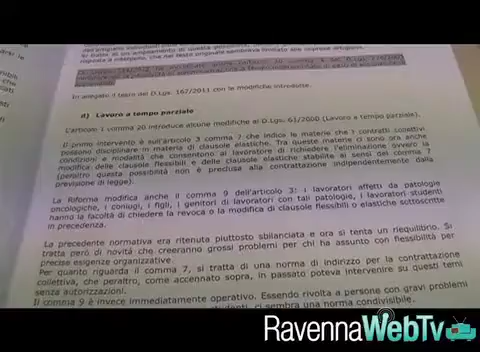 In allegato il testo del D.Lgs. 167/2011 con le modifiche introdotte.
d) Lavoro a tempo parziale
L'articolo 1 comma 20 introduce alcune modifiche al D.Lgs. 61/2000 (Lavoro a tempo parziale).
Il primo intervento è sull'articolo 3 comma 7 che indica le materie che i contratti collettivi
possono disciplinare in materia di clausole elastiche. Tra queste materie ci sono ora anche
condizioni e modalità che consentono al lavoratore di richiedere l'eliminazione ovvero la
modifica delle clausole flessibili e delle clausole elastiche stabilite ai sensi del comma 7
(peraltro questa possibilità non è preclusa alla contrattazione indipendentemente dalla
previsione di legge).
La Riforma modifica anche il comma 9 dell'articolo 3: i lavoratori affetti da patologie
oncologiche, i coniugi, i figli, i genitori di lavoratori con tali patologie, i lavoratori studenti
hanno la facoltà di chiedere la revoca o la modifica di clausole flessibili o elastiche sottoscritte
in precedenza.
La precedente normativa era ritenuta piuttosto sbilanciata e ora si tenta un riequilibrio. Si
tratta però di novità che creeranno grossi problemi per chi ha assunto con flessibilità per
precise esigenze organizzative.
Per quanto riguarda il comma 7, si tratta di una norma di indirizzo per la contrattazione
collettiva, che peraltro, come accennato sopra, in passato poteva intervenire su questi temi
senza autorizzazioni.
Il comma 9 è invece immediatamente operativo. Essendo rivolta a persone con gravi problemi
studenti, ci sembra una norma condivisibile.
RavennaWebTv